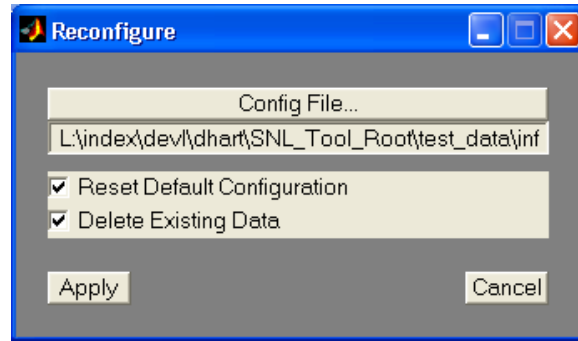 Reconfigure
Config File...
L:\index\devl\dhart\SNL_Tool_Root\test_data\inf
Reset Default Configuration
Delete Existing Data
Apply
Cancel